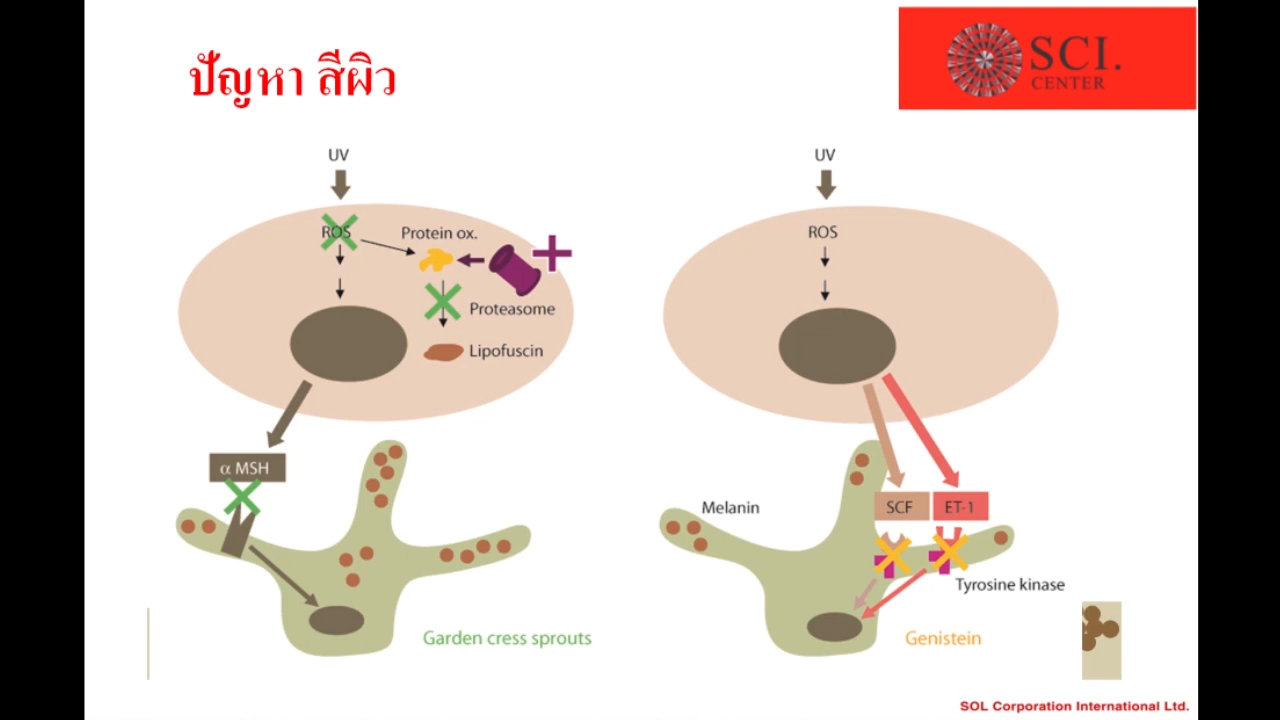 ปัญหา สีผิว
SCI.
CENTER
UV
ROS
Protein ox.
Proteasome
Lipofuscin
α MSH
Garden cress sprouts
UV
ROS
Melanin
SCF
ET-1
Tyrosine kinase
Genistein
SOL Corporation International Ltd.